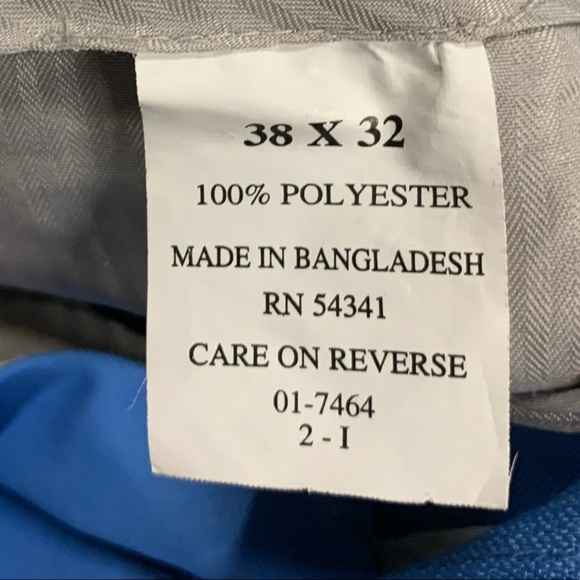 38 X 32
100% POLYESTER
MADE IN BANGLADESH
RN 54341
CARE ON REVERSE
01-7464
2 - I